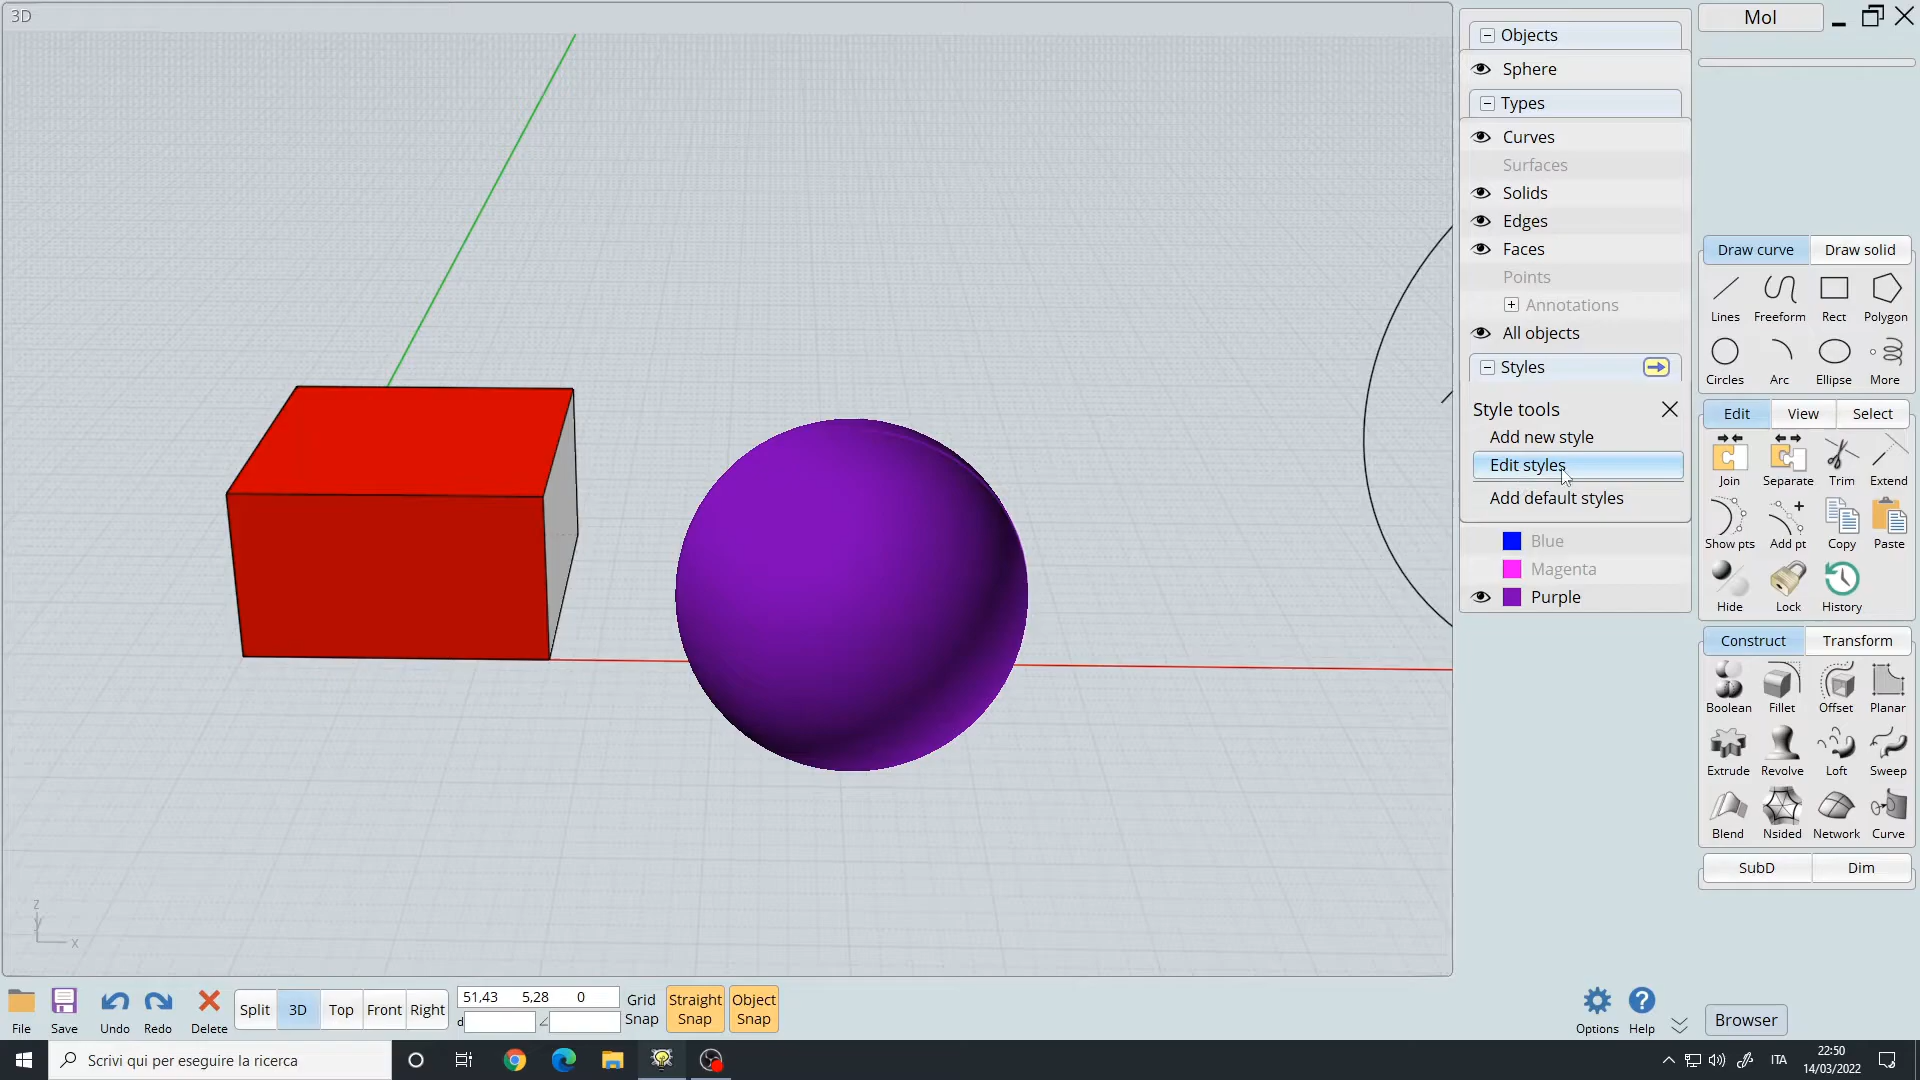 3D
Objects
Sphere
Types
Curves
Surfaces
Solids
Edges
Faces
Points
Annotations
All objects
Styles
Style tools
Add new style
Edit styles
Add default styles
Blue
Magenta
Purple
MoI
Draw curve Draw solid
Lines Freeform Rect Polygon
Circles Arc Ellipse More
Edit View Select
Join Separate Trim Extend
Show pts Add pt Copy Paste
Hide Lock History
Construct Transform
Boolean Fillet Offset Planar
Extrude Revolve Loft Sweep
Blend Nsided Network Curve
SubD Dim
z
y
x
File Save Undo Redo Delete
Split 3D Top Front Right
51,43 5,28 0
d
Grid Snap
Straight Snap
Object Snap
Options Help
Browser
Scrivi qui per eseguire la ricerca
ITA
22:50
14/03/2022